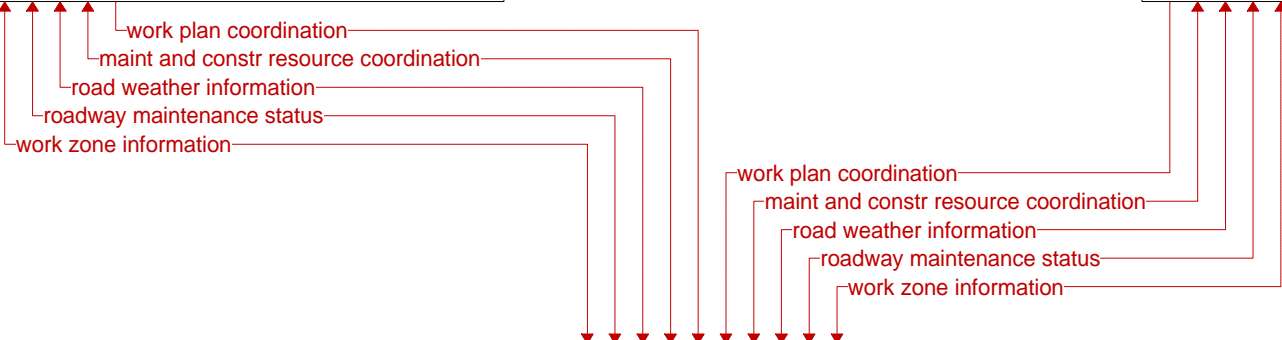 work plan coordination
maint and constr resource coordination
road weather information
roadway maintenance status
work zone information
work plan coordination
maint and constr resource coordination
road weather information
roadway maintenance status
work zone information